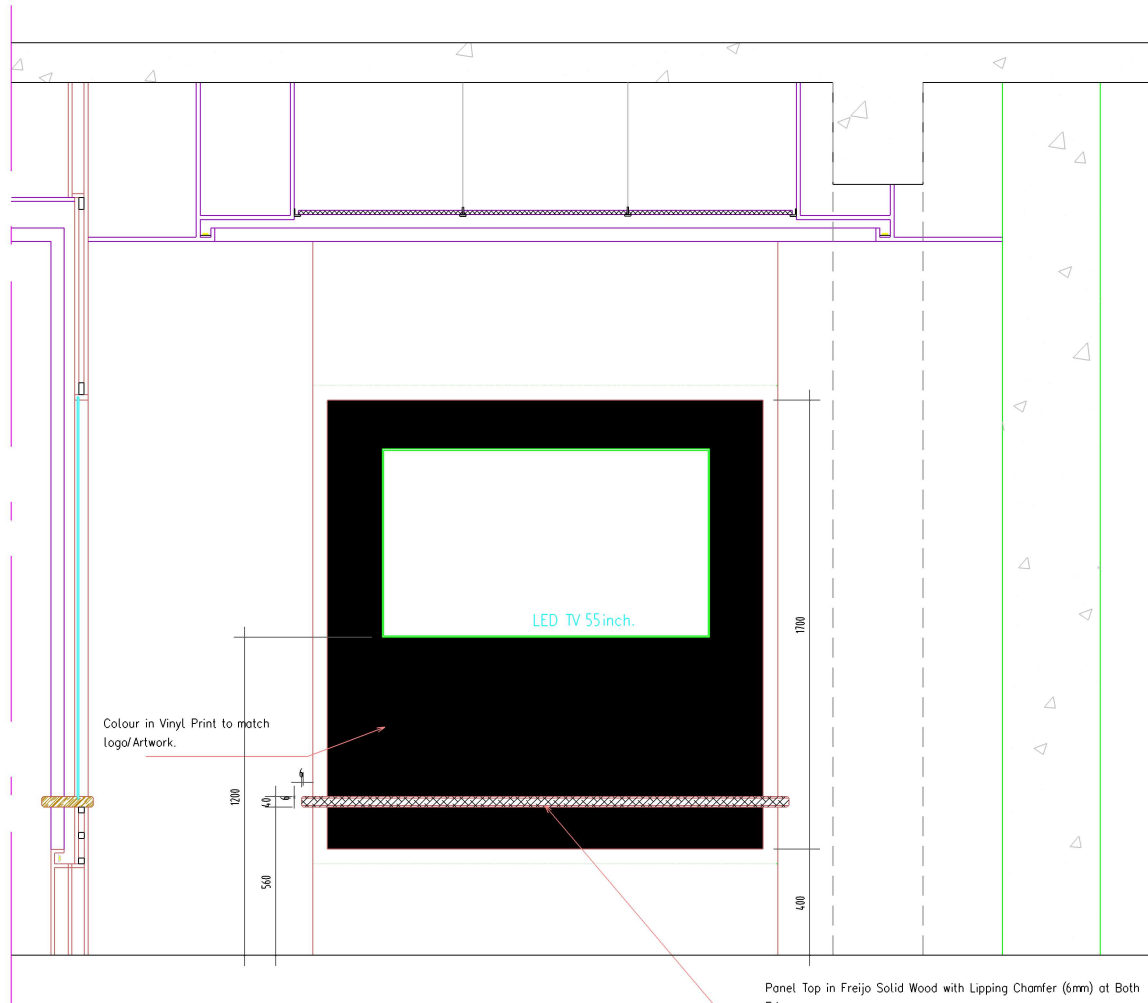 LED TV 55inch.
1700
Colour in Vinyl Print to match
logo/Artwork.
6
6
40
1200
560
400
Panel Top in Freijo Solid Wood with Lipping Chamfer (6mm) at Both